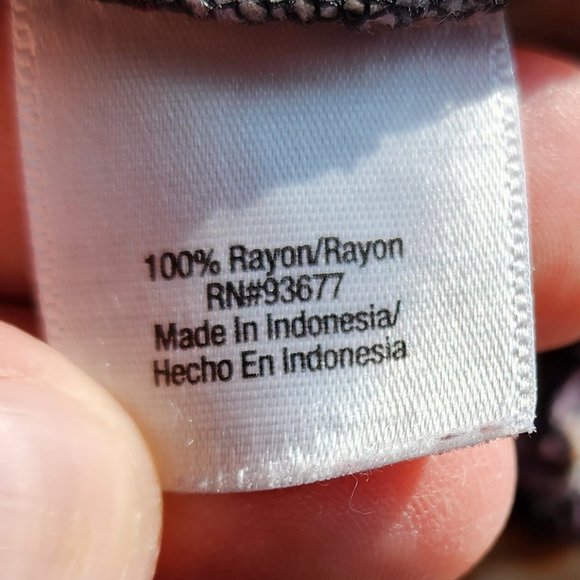 100% Rayon/Rayon
RN#93677
Made In Indonesia/
Hecho En Indonesia